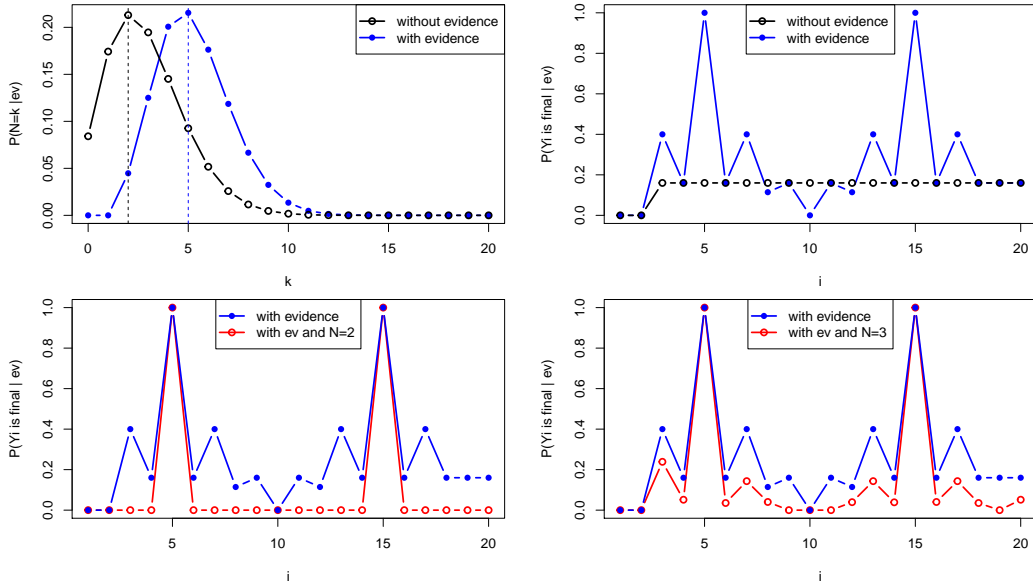 P(N=k |ev)
0.00 0.05 0.10 0.15 0.20
without evidence
with evidence
0 5 10 15 20
k
P(Yi is final | ev)
0.0 0.2 0.4 0.6 0.8 1.0
without evidence
with evidence
5 10 15 20
i
P(Yi is final | ev)
0.0 0.2 0.4 0.6 0.8 1.0
with evidence
with ev and N=2
5 10 15 20
i
P(Yi is final | ev)
0.0 0.2 0.4 0.6 0.8 1.0
with evidence
with ev and N=3
5 10 15 20
i